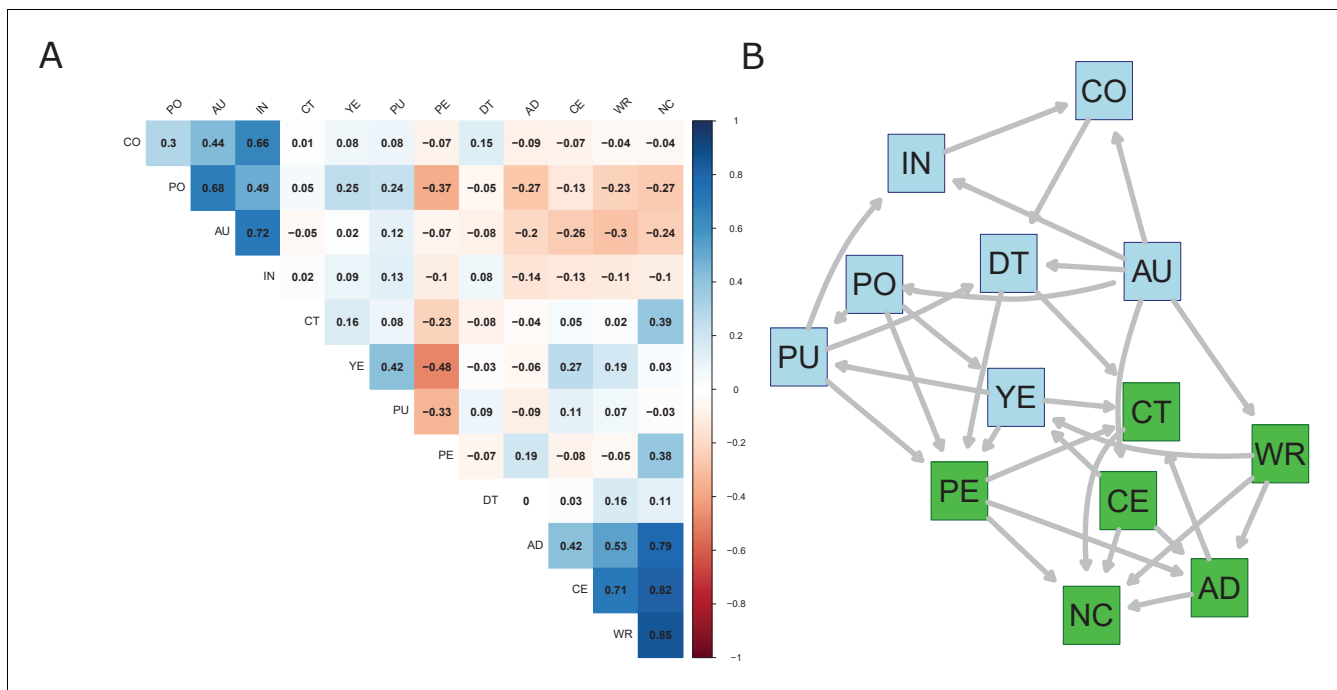 A
PO AU IN CT YE PU PE DT AD CE WR NC
CO 0.3 0.44 0.66 0.01 0.08 0.08 −0.07 0.15 −0.09 −0.07 −0.04 −0.04
PO 0.68 0.49 0.05 0.25 0.24 −0.37 −0.05 −0.27 −0.13 −0.23 −0.27
AU 0.72 −0.05 0.02 0.12 −0.07 −0.08 −0.2 −0.26 −0.3 −0.24
IN 0.02 0.09 0.13 −0.1 0.08 −0.14 −0.13 −0.11 −0.1
CT 0.16 0.08 −0.23 −0.08 −0.04 0.05 0.02 0.39
YE 0.42 −0.48 −0.03 −0.06 0.27 0.19 0.03
PU −0.33 0.09 −0.09 0.11 0.07 −0.03
PE −0.07 0.19 −0.08 −0.05 0.38
DT 0 0.03 0.16 0.11
AD 0.42 0.53 0.79
CE 0.71 0.82
WR 0.85
1
0.8
0.6
0.4
0.2
0
−0.2
−0.4
−0.6
−0.8
−1
B
CO
IN
DT
AU
PO
PU
YE
CT
WR
PE
CE
AD
NC